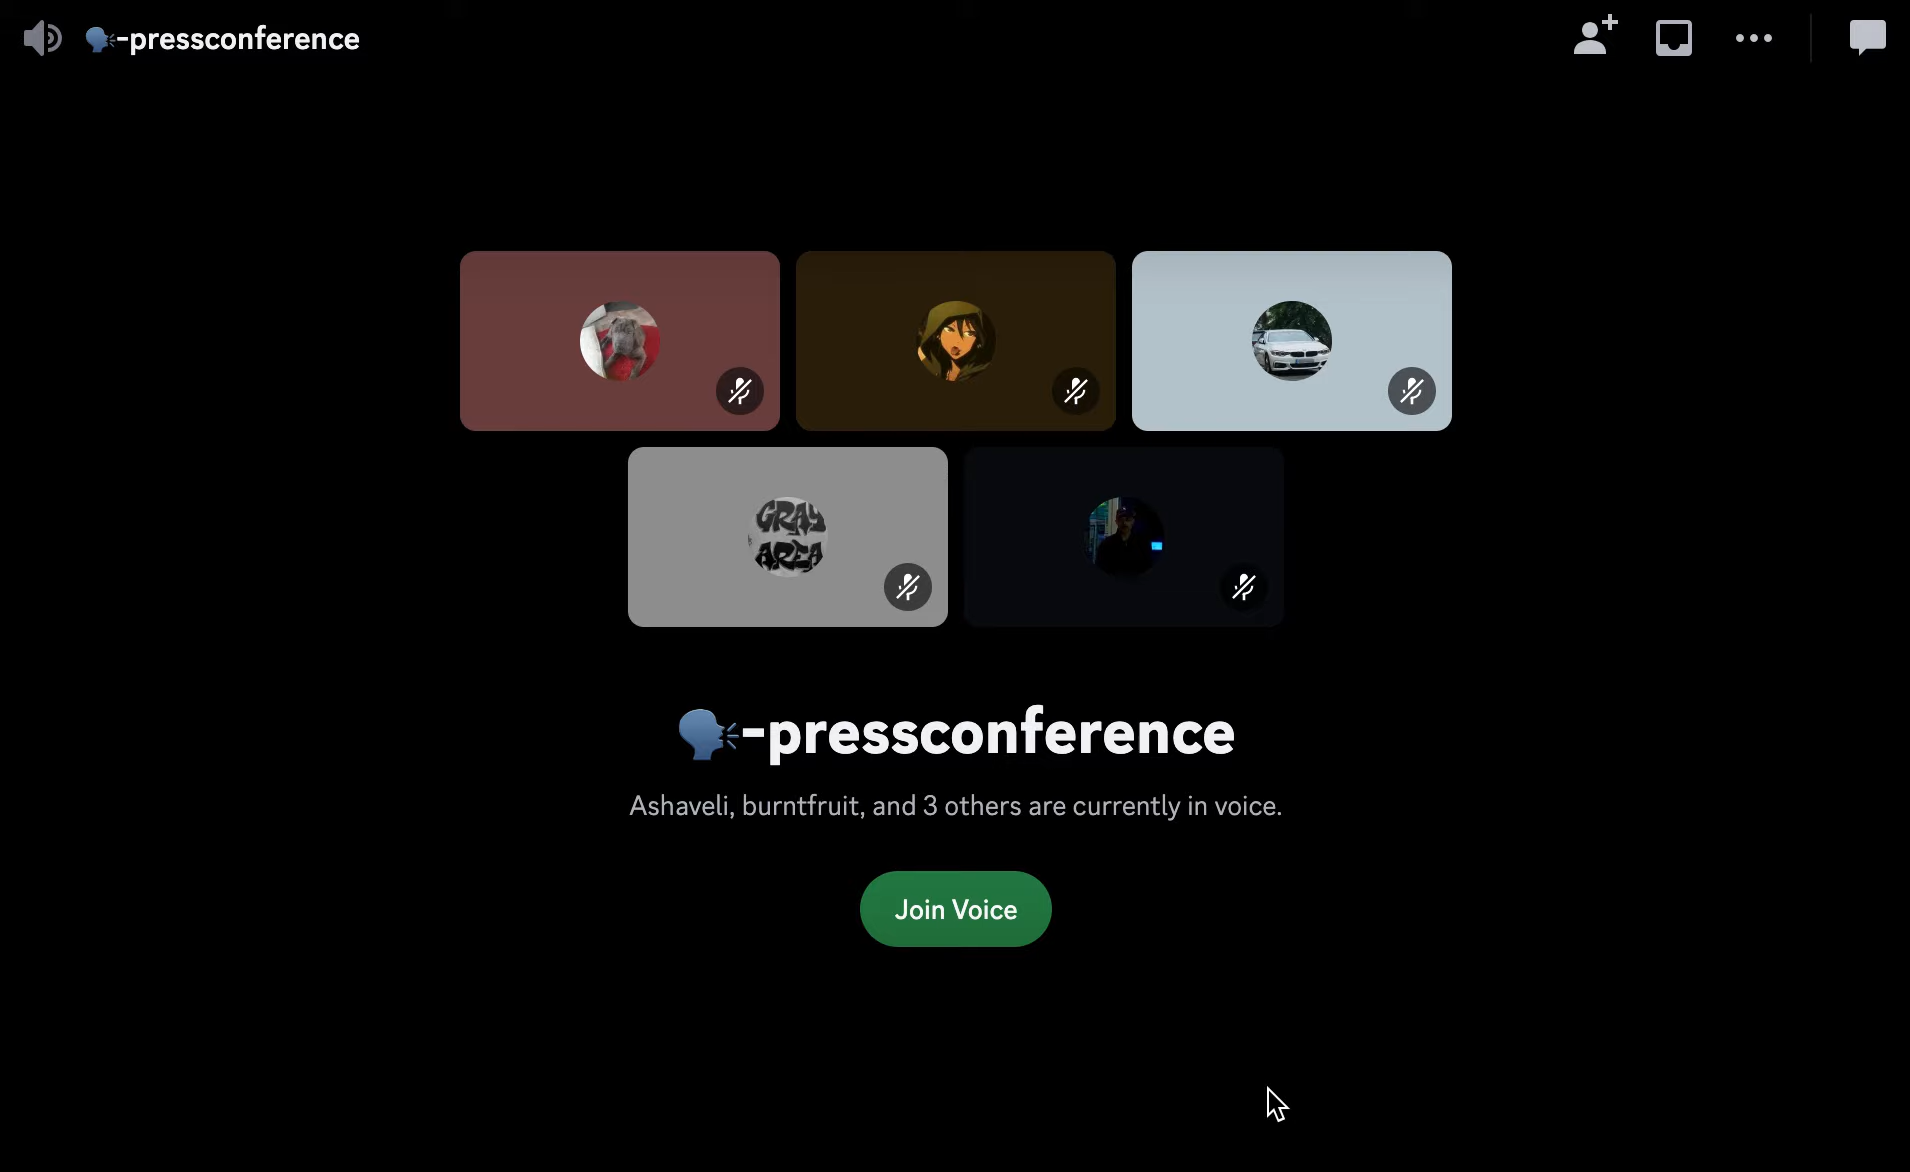 🗣-pressconference
GRAY
AREA
🗣-pressconference
Ashaveli, burntfruit, and 3 others are currently in voice.
Join Voice